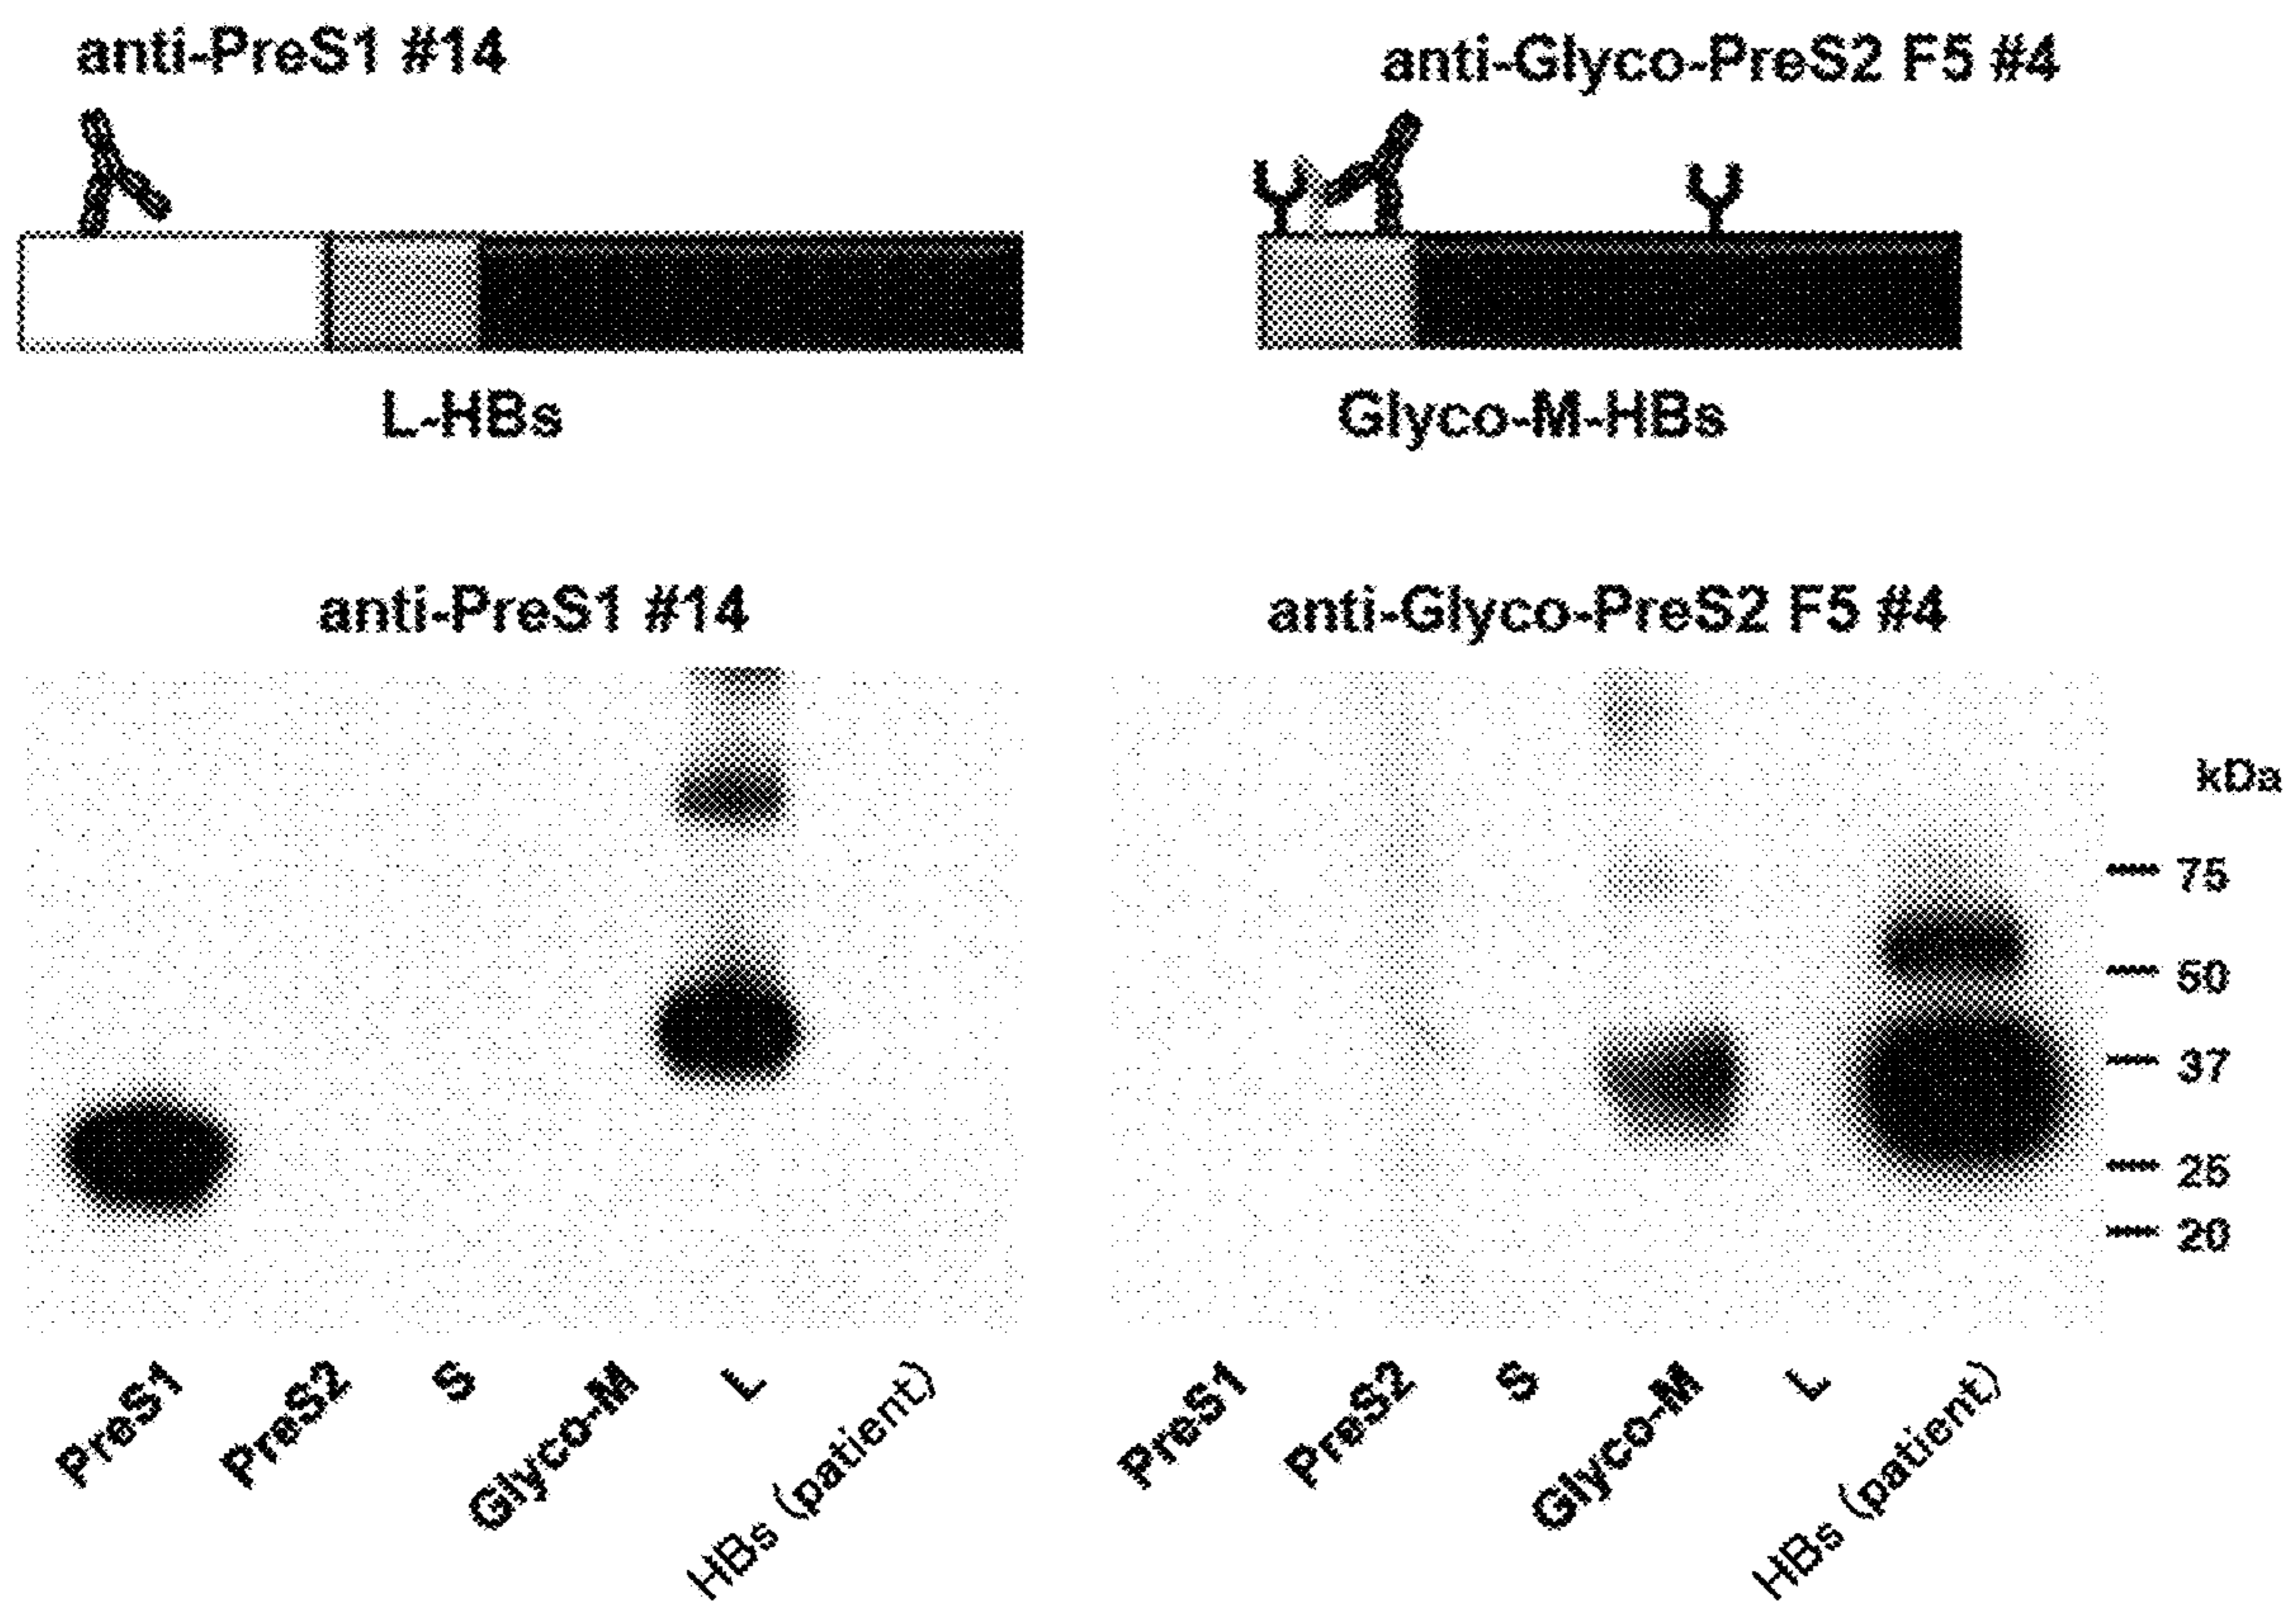 anti-PreS1 #14
anti-Glyco-PreS2 F5 #4
L-HBs
Glyco-M-HBs
anti-PreS1 #14
anti-Glyco-PreS2 F5 #4
kDa
75
50
37
25
20
PreS1
PreS2
S
Glyco-M
L
HBs (patient)
PreS1
PreS2
S
Glyco-M
L
HBs (patient)